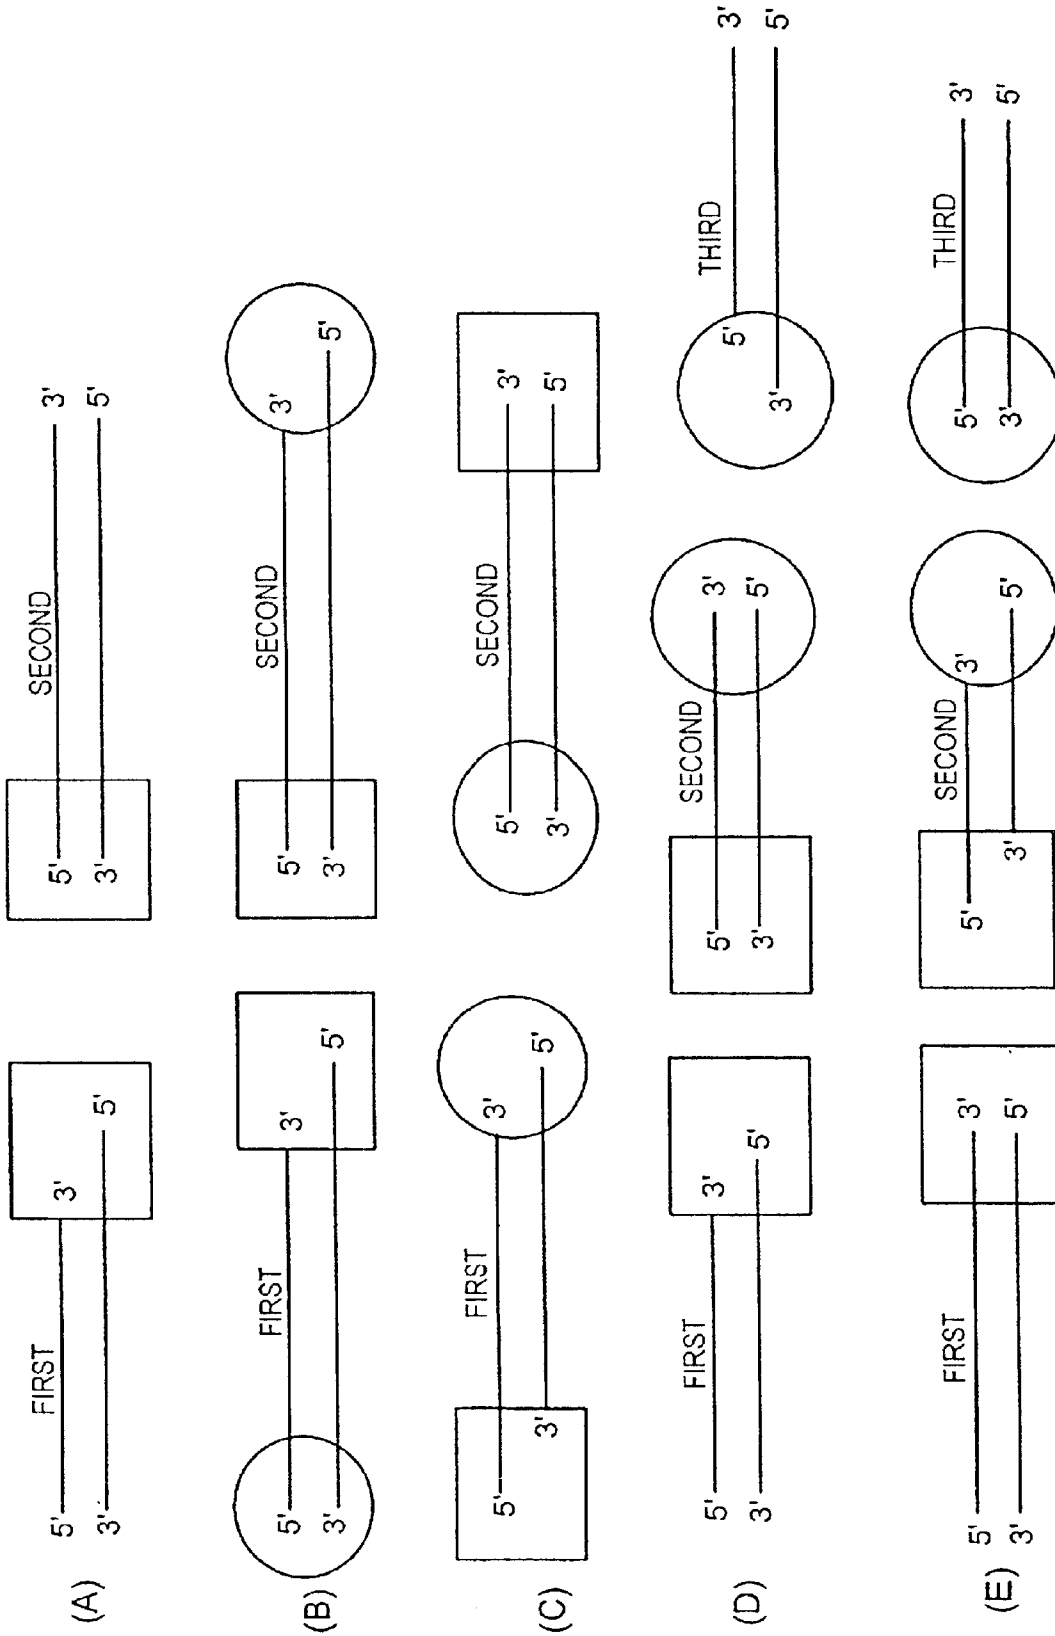 (A) 5' FIRST 3' 5' SECOND 3'
3' 5' 3' 5'
(B) 5' FIRST 3' 5' SECOND 3'
3' 5' 3' 5'
(C) 5' FIRST 3' 5' SECOND 3'
3' 5' 3' 5'
(D) 5' FIRST 3' 5' SECOND 3' 5' THIRD 3'
3' 5' 3' 5' 3' 5'
(E) 5' FIRST 3' 5' SECOND 3' 5' THIRD 3'
3' 5' 3' 5' 3' 5'